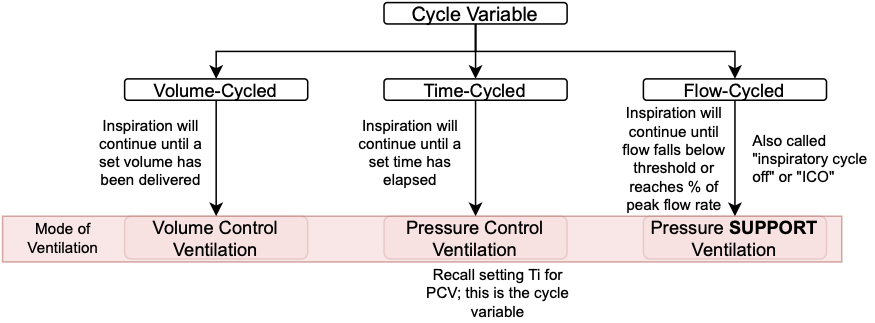 Cycle Variable
Volume-Cycled
Time-Cycled
Flow-Cycled
Inspiration will
continue until a
set volume has
been delivered
Inspiration will
continue until a
set time has
elapsed
Inspiration will
continue until
flow falls below
threshold or
reaches % of
peak flow rate
Also called
"inspiratory cycle
off" or "ICO"
Mode of
Ventilation
Volume Control
Ventilation
Pressure Control
Ventilation
Pressure SUPPORT
Ventilation
Recall setting Ti for
PCV; this is the cycle
variable